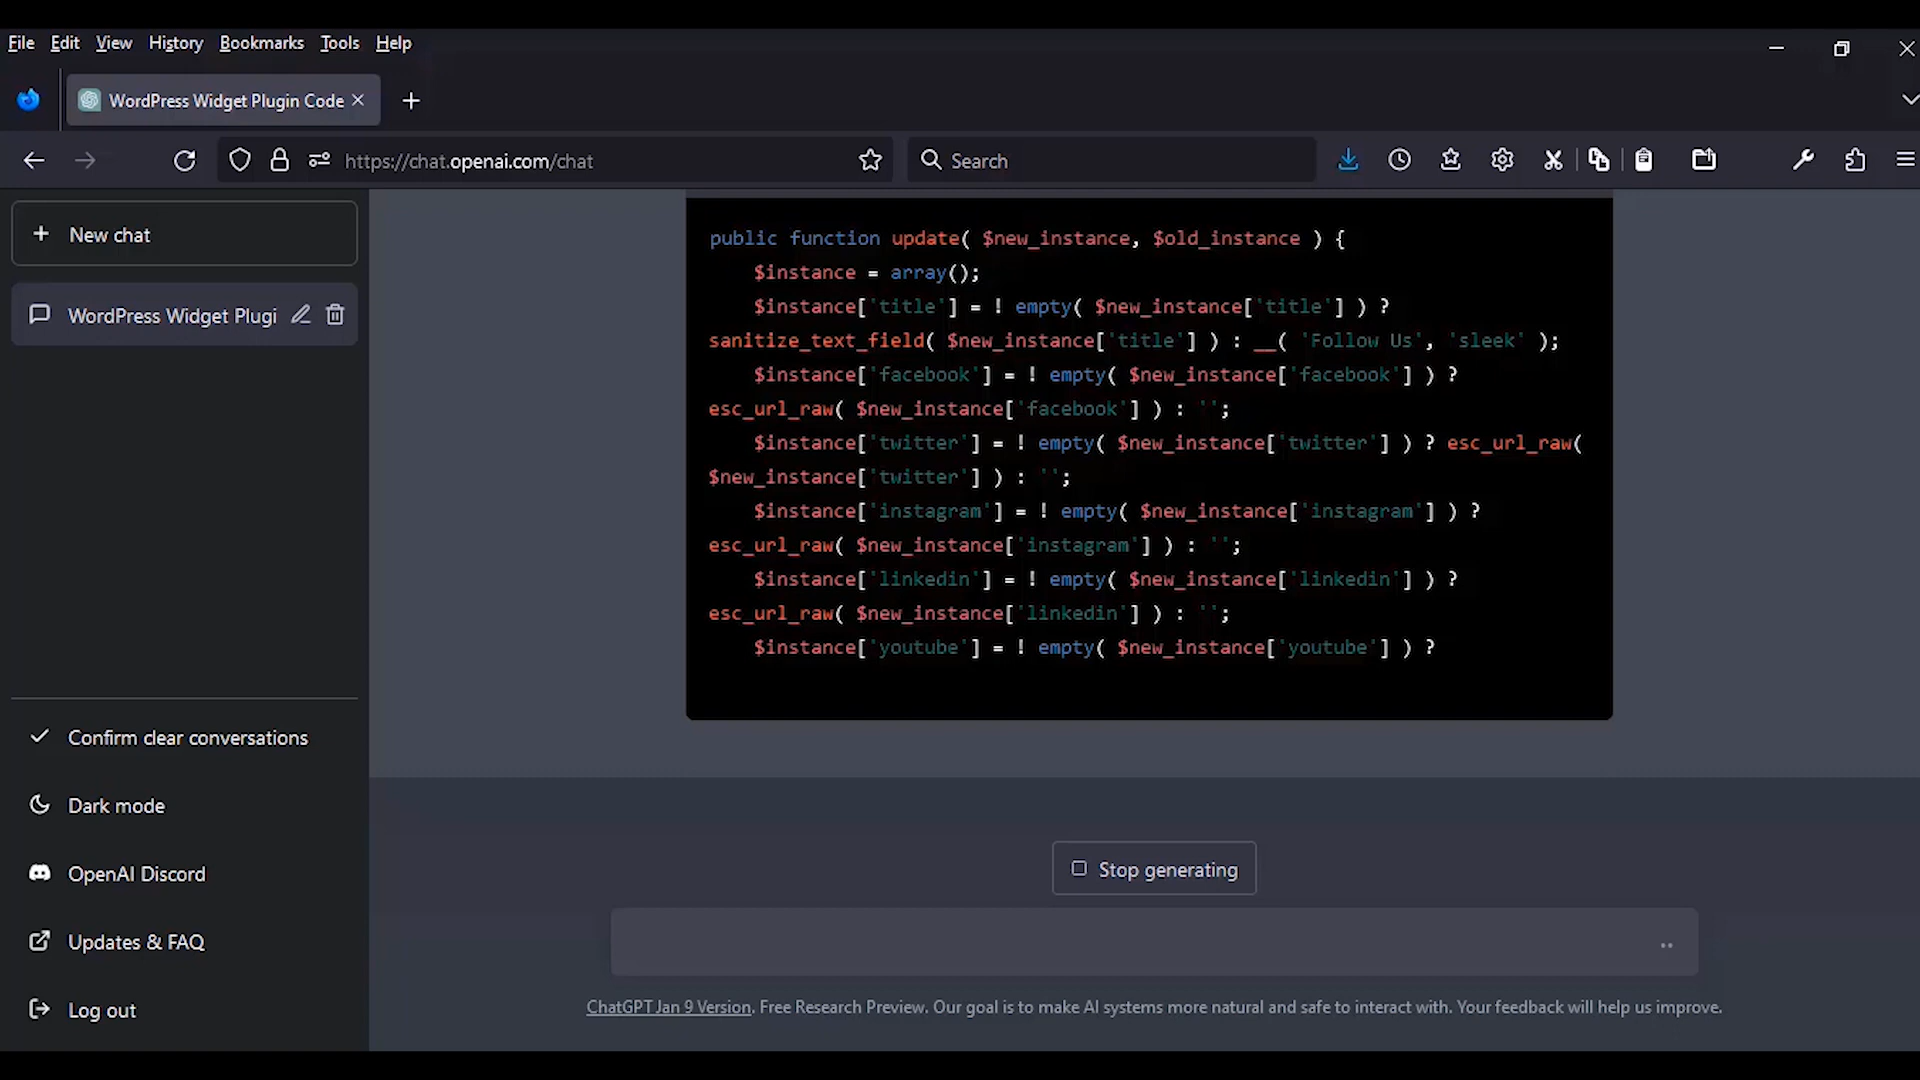 File Edit View History Bookmarks Tools Help
WordPress Widget Plugin Code
https://chat.openai.com/chat
Search
New chat
WordPress Widget Plugi
public function update( $new_instance, $old_instance ) {
$instance = array();
$instance['title'] = ! empty( $new_instance['title'] ) ?
sanitize_text_field( $new_instance['title'] ) : __( 'Follow Us', 'sleek' );
$instance['facebook'] = ! empty( $new_instance['facebook'] ) ?
esc_url_raw( $new_instance['facebook'] ) : '';
$instance['twitter'] = ! empty( $new_instance['twitter'] ) ? esc_url_raw(
$new_instance['twitter'] ) : '';
$instance['instagram'] = ! empty( $new_instance['instagram'] ) ?
esc_url_raw( $new_instance['instagram'] ) : '';
$instance['linkedin'] = ! empty( $new_instance['linkedin'] ) ?
esc_url_raw( $new_instance['linkedin'] ) : '';
$instance['youtube'] = ! empty( $new_instance['youtube'] ) ?
Confirm clear conversations
Dark mode
OpenAI Discord
Updates & FAQ
Log out
Stop generating
ChatGPT Jan 9 Version. Free Research Preview. Our goal is to make AI systems more natural and safe to interact with. Your feedback will help us improve.